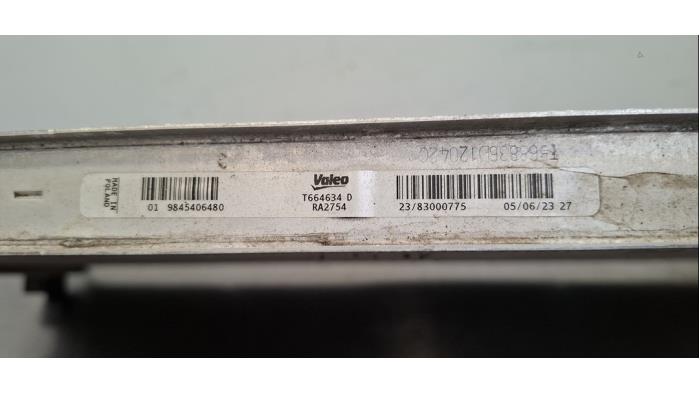 MADE IN
POLAND
01 9845406480
Valeo
T664634 D
RA2754
23/83000775
05/06/23 27